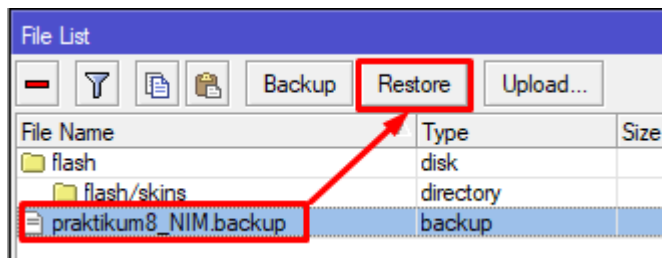 File List
Backup Restore Upload...
File Name Type Size
flash disk
flash/skins directory
praktikum8_NIM.backup backup